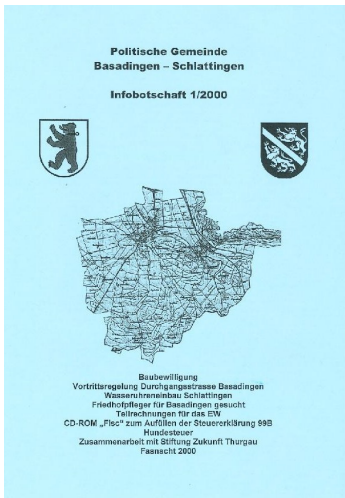 Politische Gemeinde
Basadingen – Schlattingen
Infobotschaft 1/2000
Baubewilligung
Vortrittsregelung Durchgangsstrasse Basadingen
Wasseruhreneinbau Schlattingen
Friedhofpfleger für Basadingen gesucht
Teilrechnungen für das EW
CD-ROM „Fisc“ zum Auffüllen der Steuererklärung 99B
Hundesteuer
Zusammenarbeit mit Stiftung Zukunft Thurgau
Fasnacht 2000